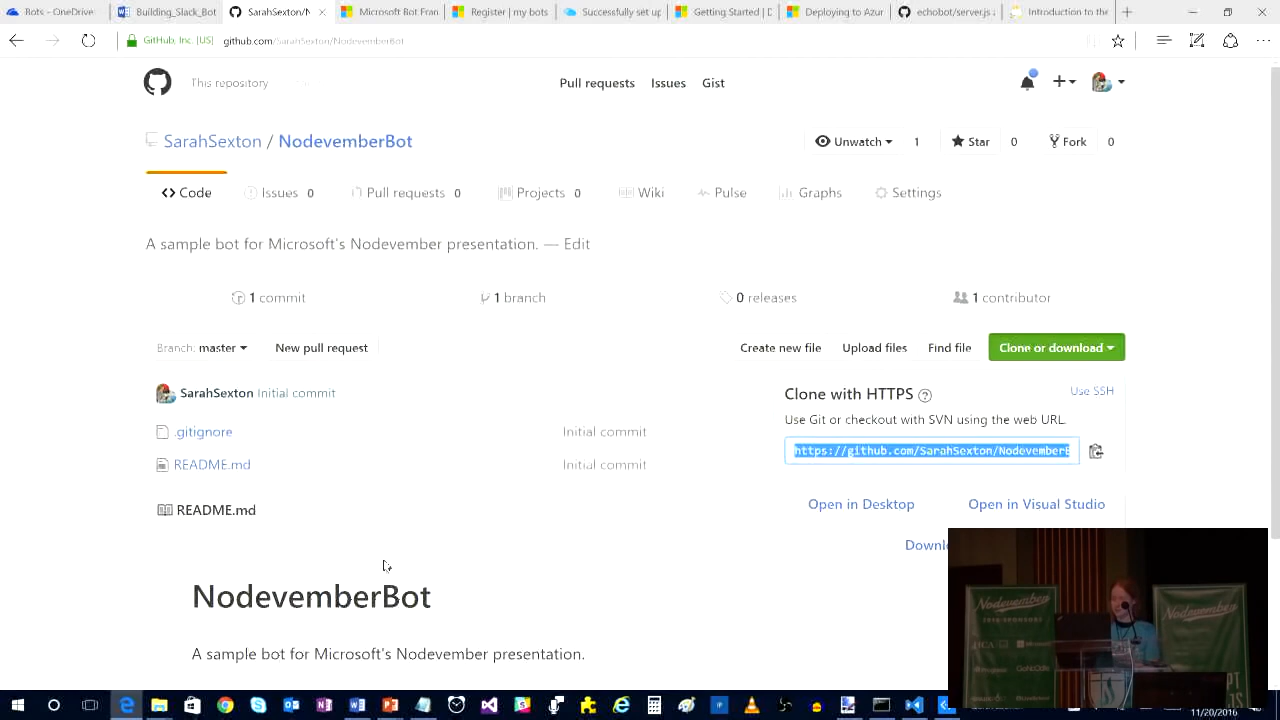 Bots - OneDrive
Building_Slack_Bot
SarahSexton/N
Microsoft Bot Fran
Register | my bots
Successfully set up
Getting Started | D
Deploying to Azur
echobot/server.js
Introduction to the
GitHub, Inc. [US]
github.com/SarahSexton/NodevemberBot
This repository
Pull requests
Issues
Gist
SarahSexton / NodevemberBot
Unwatch 1
Star 0
Fork 0
Code
Issues 0
Pull requests 0
Projects 0
Wiki
Pulse
Graphs
Settings
A sample bot for Microsoft's Nodevember presentation. — Edit
1 commit
1 branch
0 releases
1 contributor
Branch: master
New pull request
Create new file
Upload files
Find file
Clone or download
SarahSexton Initial commit
Clone with HTTPS ?
Use SSH
Use Git or checkout with SVN using the web URL.
.gitignore
Initial commit
https://github.com/SarahSexton/NodevemberB
README.md
Initial commit
Open in Desktop
Open in Visual Studio
README.md
Downl
NodevemberBot
A sample bot for Microsoft's Nodevember presentation.
Nodevember
2016 SPONSORS
Nodevember
11/20/2016